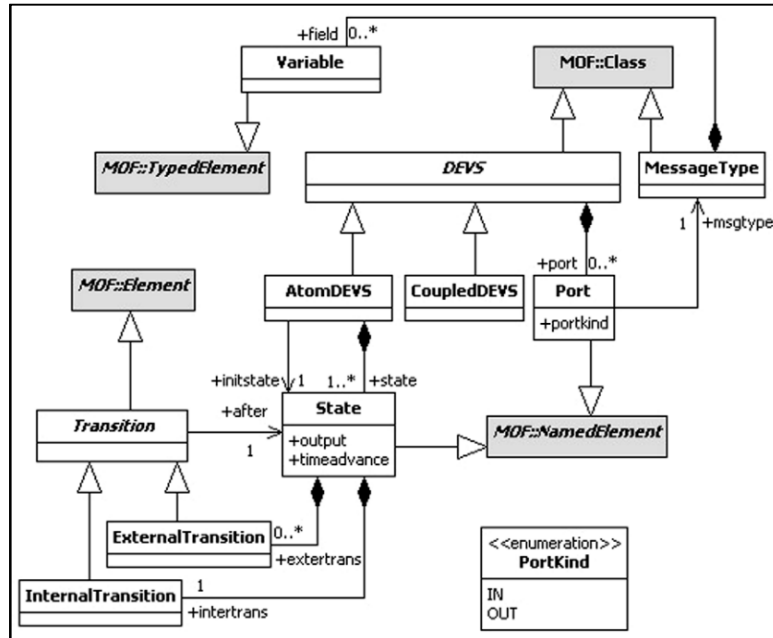 +field 0..*
Variable
MOF::Class
MOF::TypedElement
DEVS
MessageType
1 +msgtype
+port 0..*
MOF::Element
AtomDEVS
CoupledDEVS
Port
+portkind
+initstate 1
1..* +state
+after
1
Transition
State
+output
+timeadvance
MOF::NamedElement
ExternalTransition
0..*
+extertrans
InternalTransition
1
+intertrans
<<enumeration>>
PortKind
IN
OUT